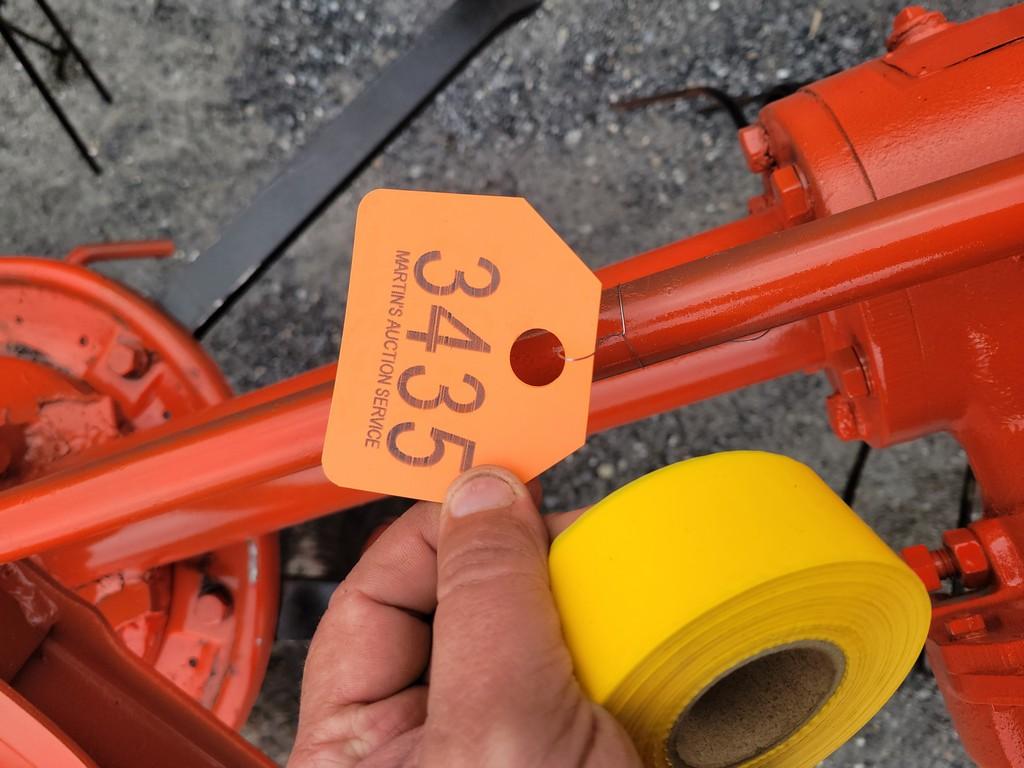 3435
MARTIN'S AUCTION SERVICE